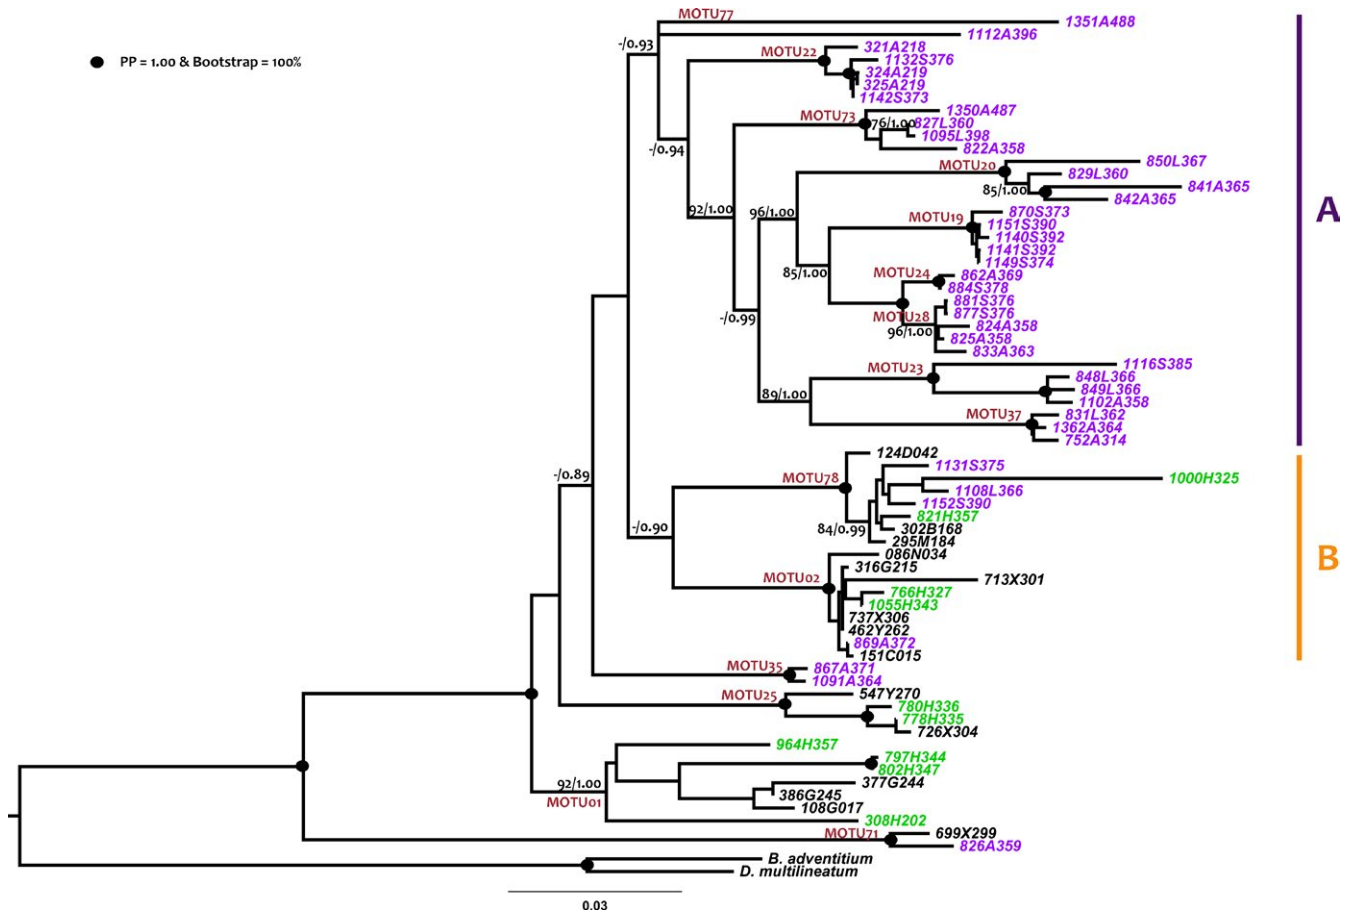 MOTU77
1351A488
-/0.93
1112A396
PP = 1.00 & Bootstrap = 100%
MOTU22
321A218
1132S376
324A219
325A219
1142S373
MOTU73
1350A487
76/1.00
827L360
1095L398
822A358
-/0.94
MOTU20
850L367
829L360
85/1.00
841A365
842A365
A
92/1.00
96/1.00
MOTU19
870S373
1151S390
1140S392
1141S392
1149S374
85/1.00
MOTU24
862A369
884S378
881S376
877S376
MOTU28
-/0.99
96/1.00
824A358
825A358
833A363
MOTU23
1116S385
848L366
849L366
1102A358
89/1.00
MOTU37
831L362
1362A364
752A314
124D042
1131S375
-/0.89
MOTU78
1000H325
1108L366
1152S390
821H357
84/0.99
302B168
295M184
-/0.90
086N034
B
316G215
MOTU02
713X301
766H327
1055H343
737X306
462Y262
869A372
151C015
MOTU35
867A371
1091A364
MOTU25
547Y270
780H336
778H335
726X304
964H357
797H344
802H347
92/1.00
377G244
MOTU01
386G245
108G017
308H202
MOTU71
699X299
826A359
B. adventitium
D. multilineatum
0.03